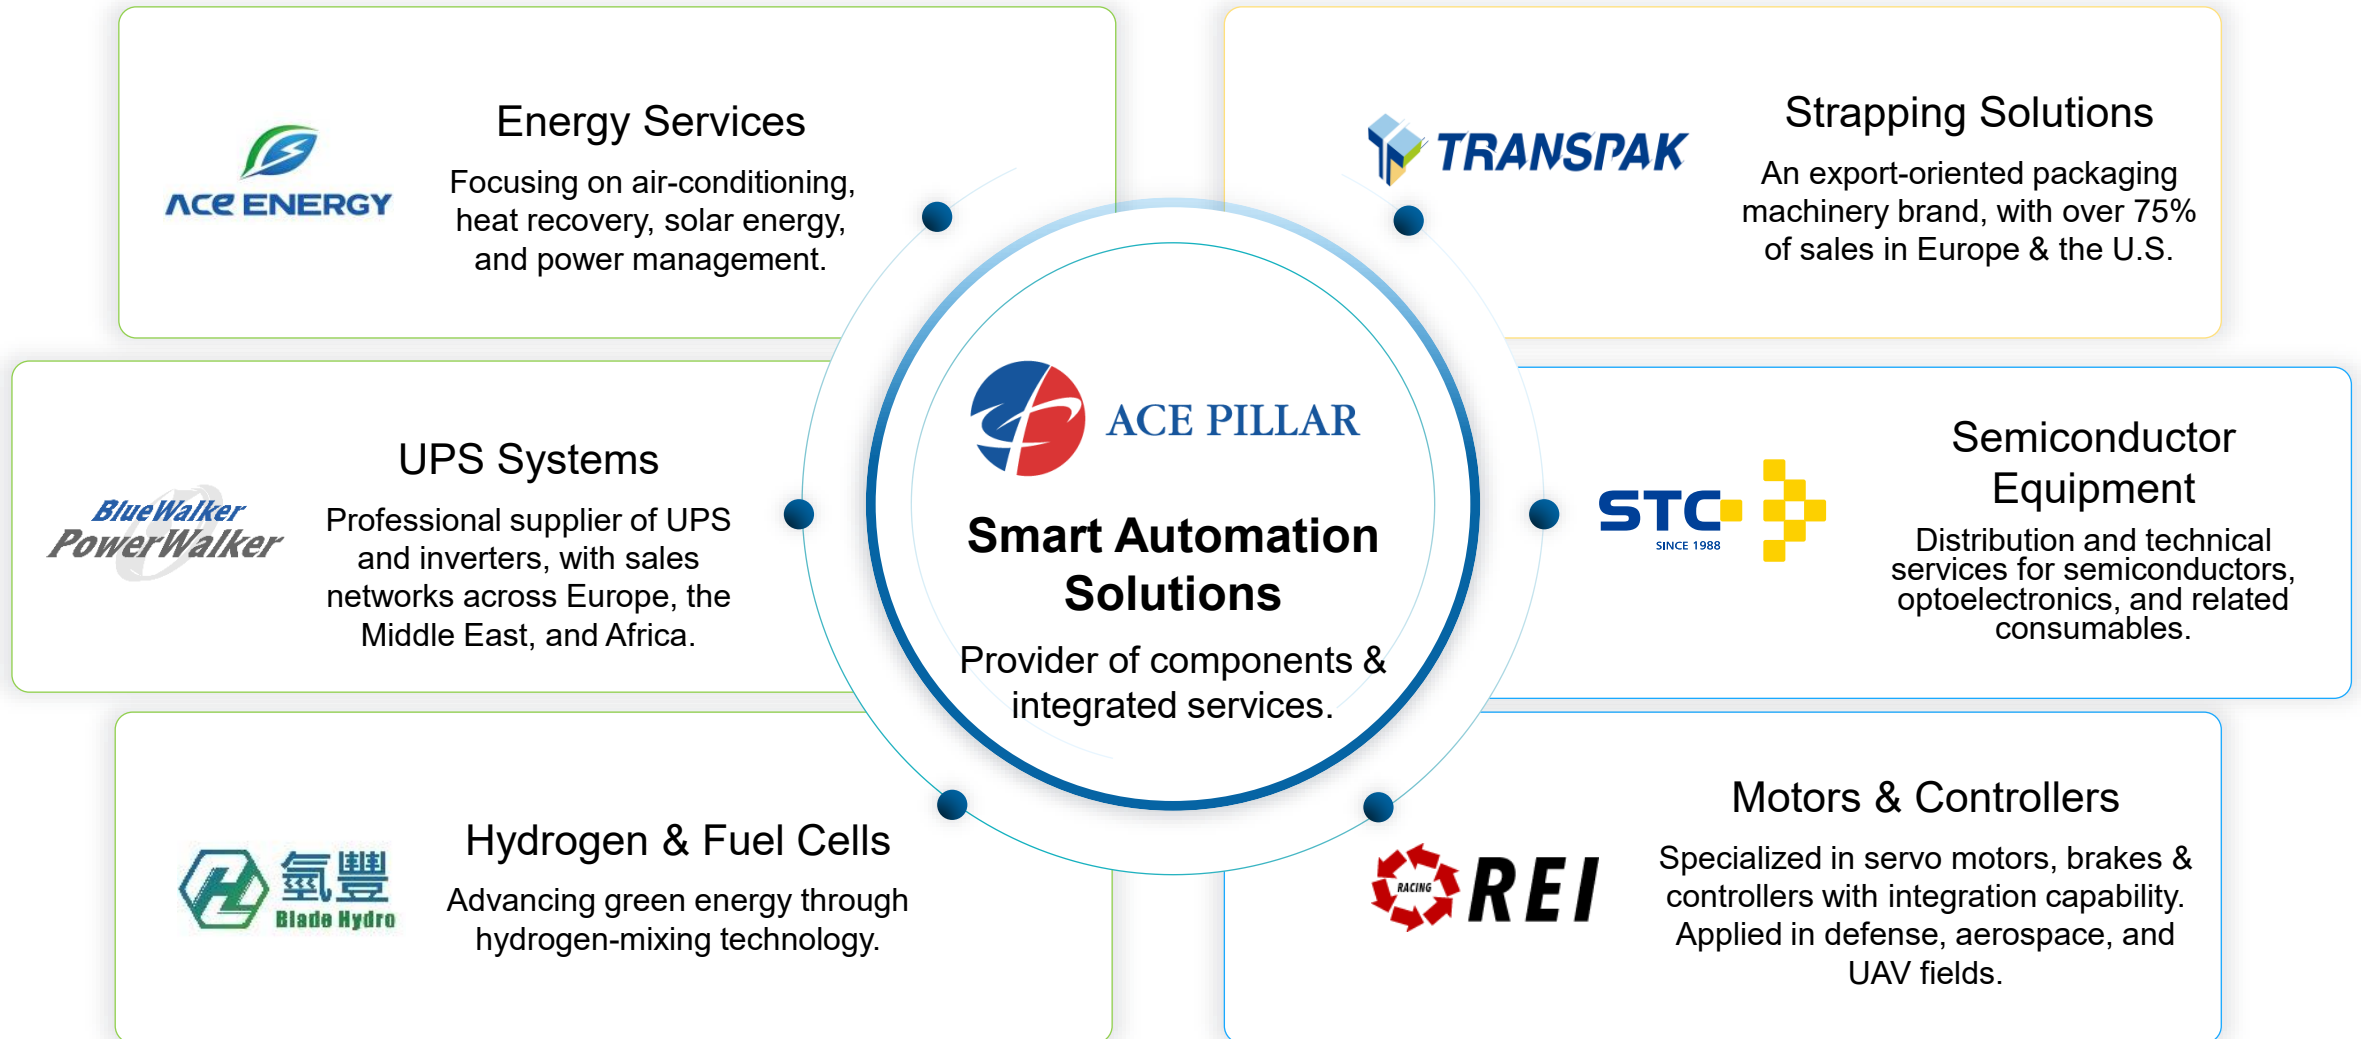 ACE ENERGY
Energy Services
Focusing on air-conditioning,
heat recovery, solar energy,
and power management.
TRANSPAK
Strapping Solutions
An export-oriented packaging
machinery brand, with over 75%
of sales in Europe & the U.S.
BlueWalker
PowerWalker
UPS Systems
Professional supplier of UPS
and inverters, with sales
networks across Europe, the
Middle East, and Africa.
ACE PILLAR
Smart Automation
Solutions
Provider of components &
integrated services.
STC
SINCE 1988
Semiconductor
Equipment
Distribution and technical
services for semiconductors,
optoelectronics, and related
consumables.
氫豐
Blade Hydro
Hydrogen & Fuel Cells
Advancing green energy through
hydrogen-mixing technology.
RACING
REI
Motors & Controllers
Specialized in servo motors, brakes &
controllers with integration capability.
Applied in defense, aerospace, and
UAV fields.